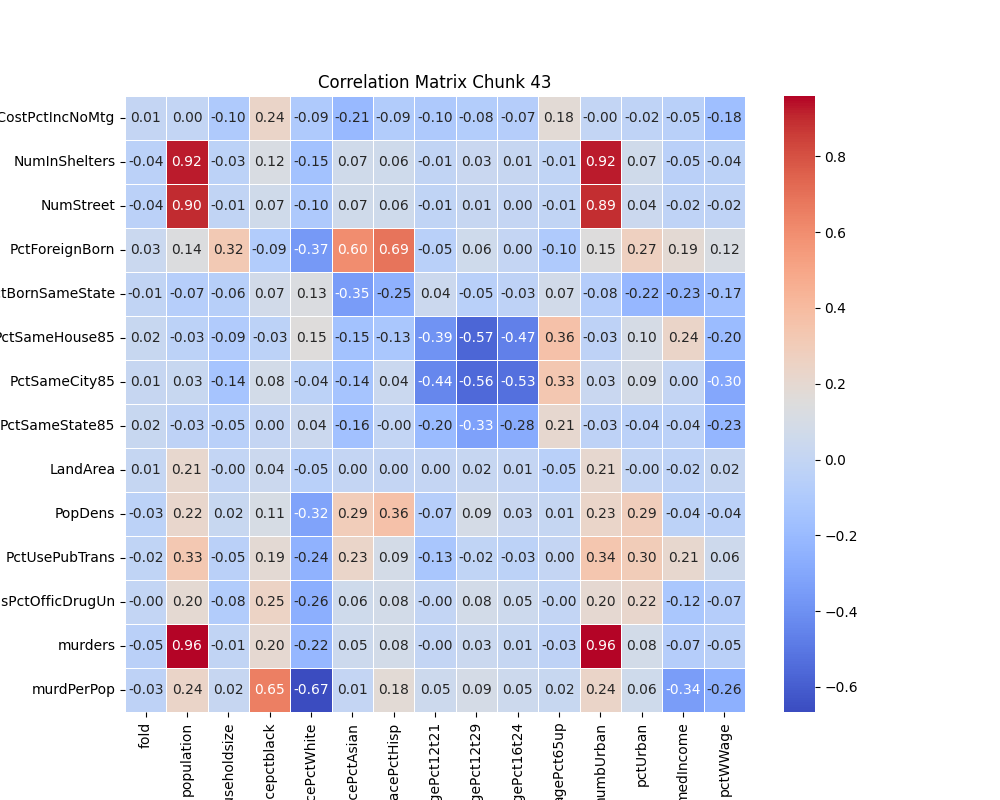 Correlation Matrix Chunk 43
CostPctIncNoMtg 0.01 0.00 -0.10 0.24 -0.09 -0.21 -0.09 -0.10 -0.08 -0.07 0.18 -0.00 -0.02 -0.05 -0.18
NumInShelters -0.04 0.92 -0.03 0.12 -0.15 0.07 0.06 -0.01 0.03 0.01 -0.01 0.92 0.07 -0.05 -0.04
NumStreet -0.04 0.90 -0.01 0.07 -0.10 0.07 0.06 -0.01 0.01 0.00 -0.01 0.89 0.04 -0.02 -0.02
PctForeignBorn 0.03 0.14 0.32 -0.09 -0.37 0.60 0.69 -0.05 0.06 0.00 -0.10 0.15 0.27 0.19 0.12
tBornSameState -0.01 -0.07 -0.06 0.07 0.13 -0.35 -0.25 0.04 -0.05 -0.03 0.07 -0.08 -0.22 -0.23 -0.17
PctSameHouse85 0.02 -0.03 -0.09 -0.03 0.15 -0.15 -0.13 -0.39 -0.57 -0.47 0.36 -0.03 0.10 0.24 -0.20
PctSameCity85 0.01 0.03 -0.14 0.08 -0.04 -0.14 0.04 -0.44 -0.56 -0.53 0.33 0.03 0.09 0.00 -0.30
PctSameState85 0.02 -0.03 -0.05 0.00 0.04 -0.16 -0.00 -0.20 -0.33 -0.28 0.21 -0.03 -0.04 -0.04 -0.23
LandArea 0.01 0.21 -0.00 0.04 -0.05 0.00 0.00 0.00 0.02 0.01 -0.05 0.21 -0.00 -0.02 0.02
PopDens -0.03 0.22 0.02 0.11 -0.32 0.29 0.36 -0.07 0.09 0.03 0.01 0.23 0.29 -0.04 -0.04
PctUsePubTrans -0.02 0.33 -0.05 0.19 -0.24 0.23 0.09 -0.13 -0.02 -0.03 0.00 0.34 0.30 0.21 0.06
sPctOfficDrugUn -0.00 0.20 -0.08 0.25 -0.26 0.06 0.08 -0.00 0.08 0.05 -0.00 0.20 0.22 -0.12 -0.07
murders -0.05 0.96 -0.01 0.20 -0.22 0.05 0.08 -0.00 0.03 0.01 -0.03 0.96 0.08 -0.07 -0.05
murdPerPop -0.03 0.24 0.02 0.65 -0.67 0.01 0.18 0.05 0.09 0.05 0.02 0.24 0.06 -0.34 -0.26
fold
population
useholdsize
cepctblack
cePctWhite
cePctAsian
acePctHisp
gePct12t21
gePct12t29
gePct16t24
agePct65up
numbUrban
pctUrban
medIncome
pctWWage
0.8
0.6
0.4
0.2
0.0
−0.2
−0.4
−0.6